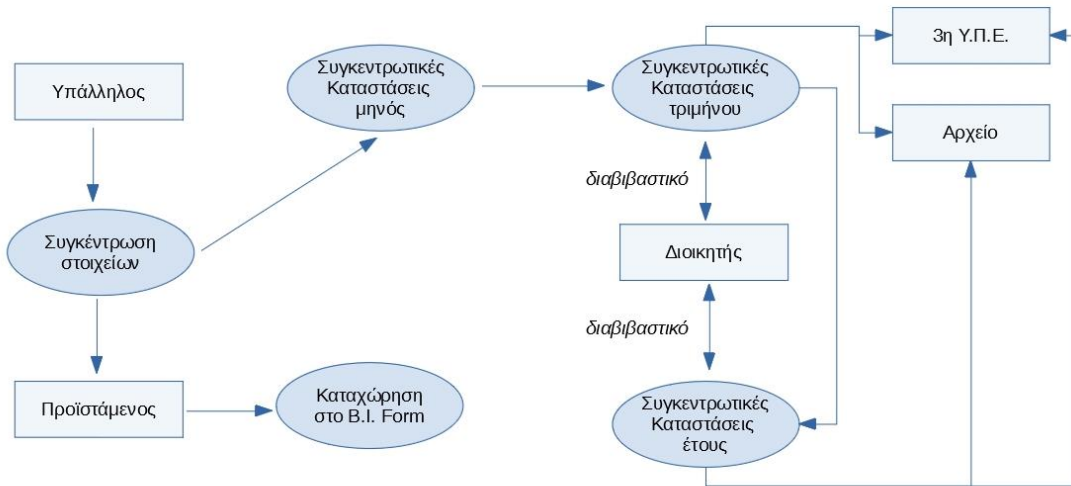 Υπάλληλος
Συγκέντρωση
στοιχείων
Προϊστάμενος
Καταχώρηση
στο B.I. Form
Συγκεντρωτικές
Καταστάσεις
μηνός
Συγκεντρωτικές
Καταστάσεις
τριμήνου
διαβιβαστικό
Διοικητής
διαβιβαστικό
Συγκεντρωτικές
Καταστάσεις
έτους
3η Υ.Π.Ε.
Αρχείο